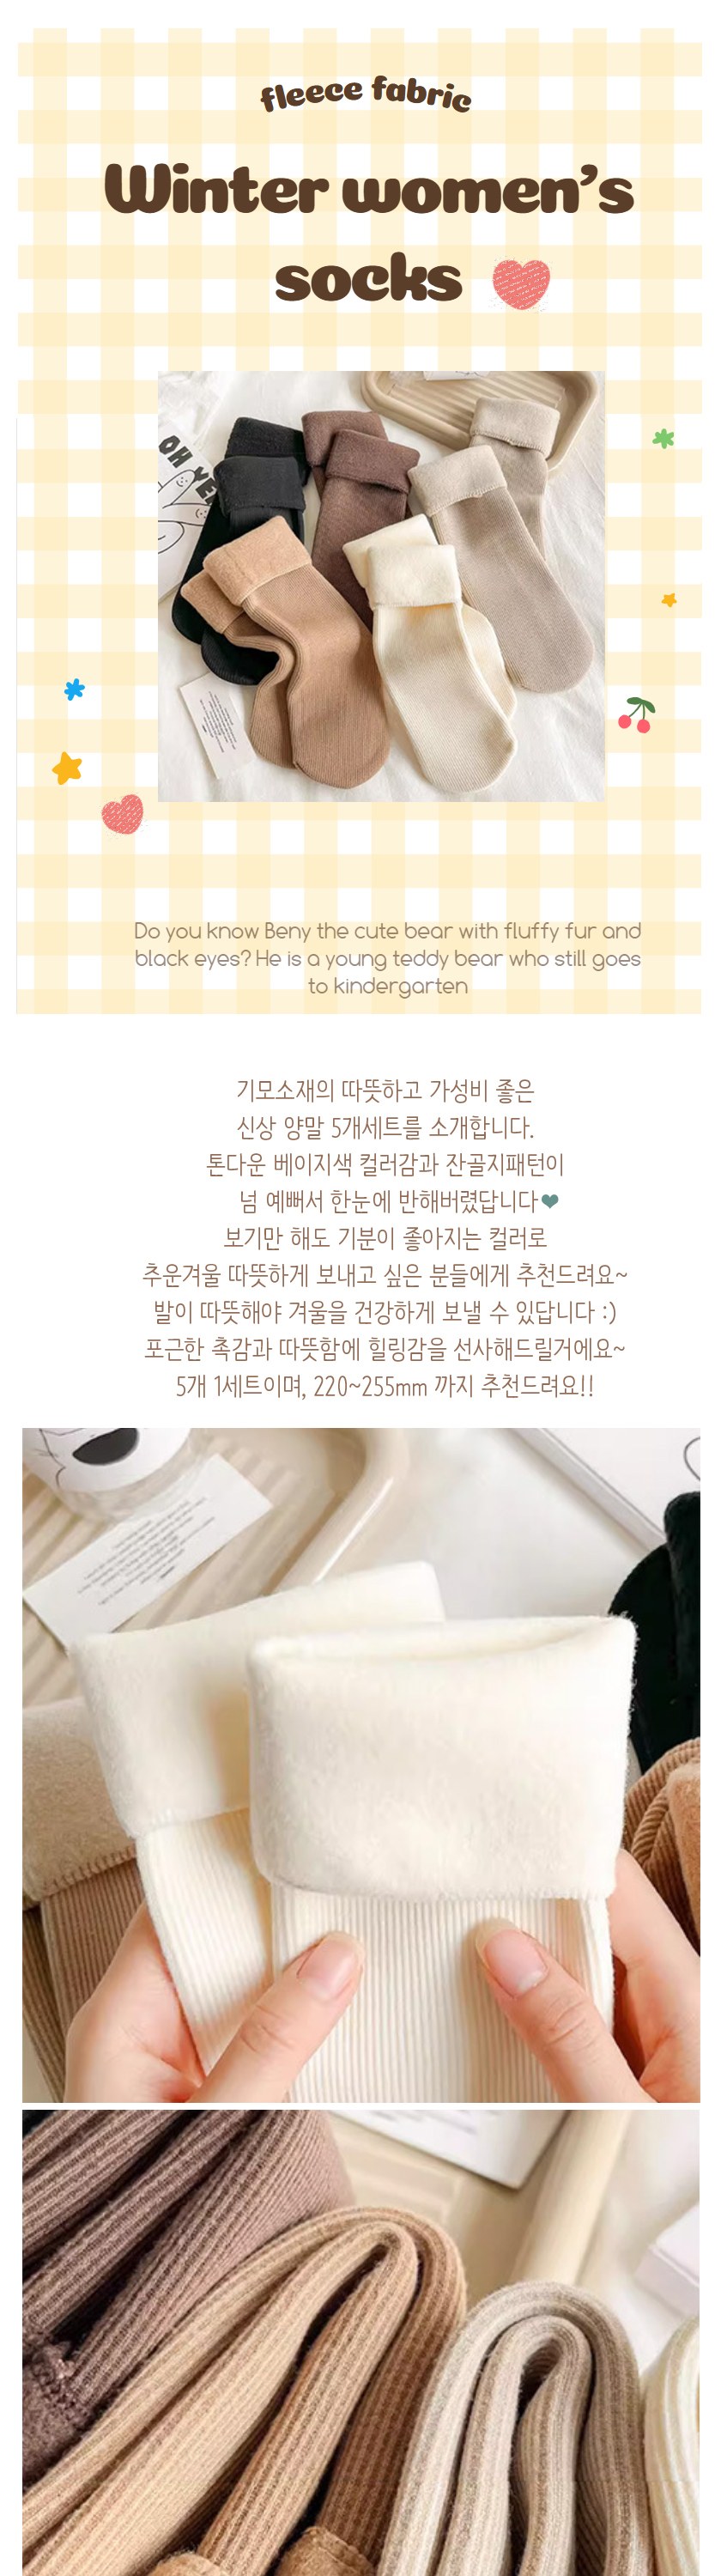 fleece fabric
Winter women's
socks
OH YE
Do you know Beny the cute bear with fluffy fur and
black eyes? He is a young teddy bear who still goes
to kindergarten
기모소재의 따뜻하고 가성비 좋은
신상 양말 5개세트를 소개합니다.
톤다운 베이지색 컬러감과 잔골지패턴이
넘 예뻐서 한눈에 반해버렸답니다❤
보기만 해도 기분이 좋아지는 컬러로
추운겨울 따뜻하게 보내고 싶은 분들에게 추천드려요~
발이 따뜻해야 겨울을 건강하게 보낼 수 있답니다 :)
포근한 촉감과 따뜻함에 힐링감을 선사해드릴거에요~
5개 1세트이며, 220~255mm 까지 추천드려요!!